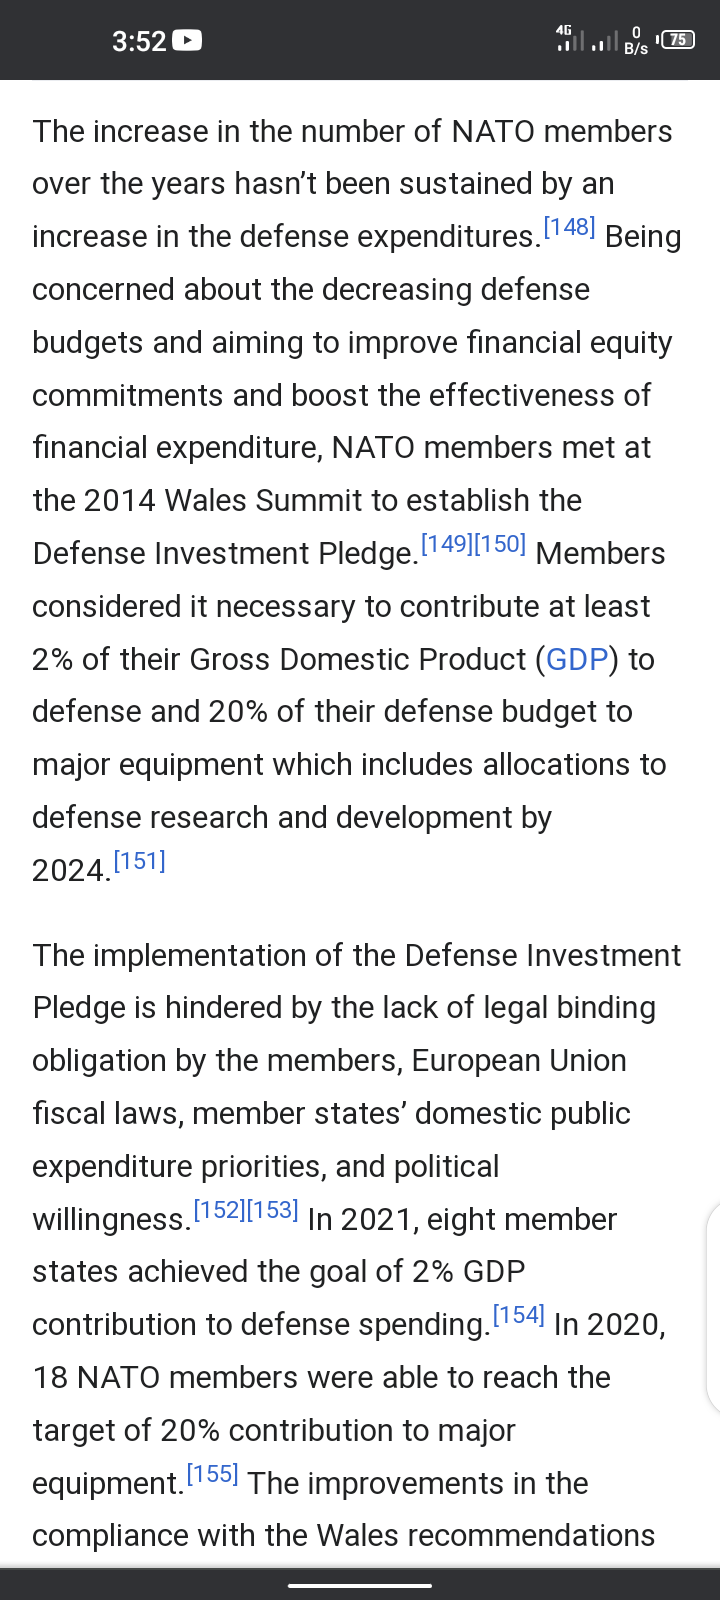 3:52
4G
0
B/s
75
The increase in the number of NATO members
over the years hasn’t been sustained by an
increase in the defense expenditures.[148] Being
concerned about the decreasing defense
budgets and aiming to improve financial equity
commitments and boost the effectiveness of
financial expenditure, NATO members met at
the 2014 Wales Summit to establish the
Defense Investment Pledge.[149][150] Members
considered it necessary to contribute at least
2% of their Gross Domestic Product (GDP) to
defense and 20% of their defense budget to
major equipment which includes allocations to
defense research and development by
2024.[151]
The implementation of the Defense Investment
Pledge is hindered by the lack of legal binding
obligation by the members, European Union
fiscal laws, member states’ domestic public
expenditure priorities, and political
willingness.[152][153] In 2021, eight member
states achieved the goal of 2% GDP
contribution to defense spending.[154] In 2020,
18 NATO members were able to reach the
target of 20% contribution to major
equipment.[155] The improvements in the
compliance with the Wales recommendations